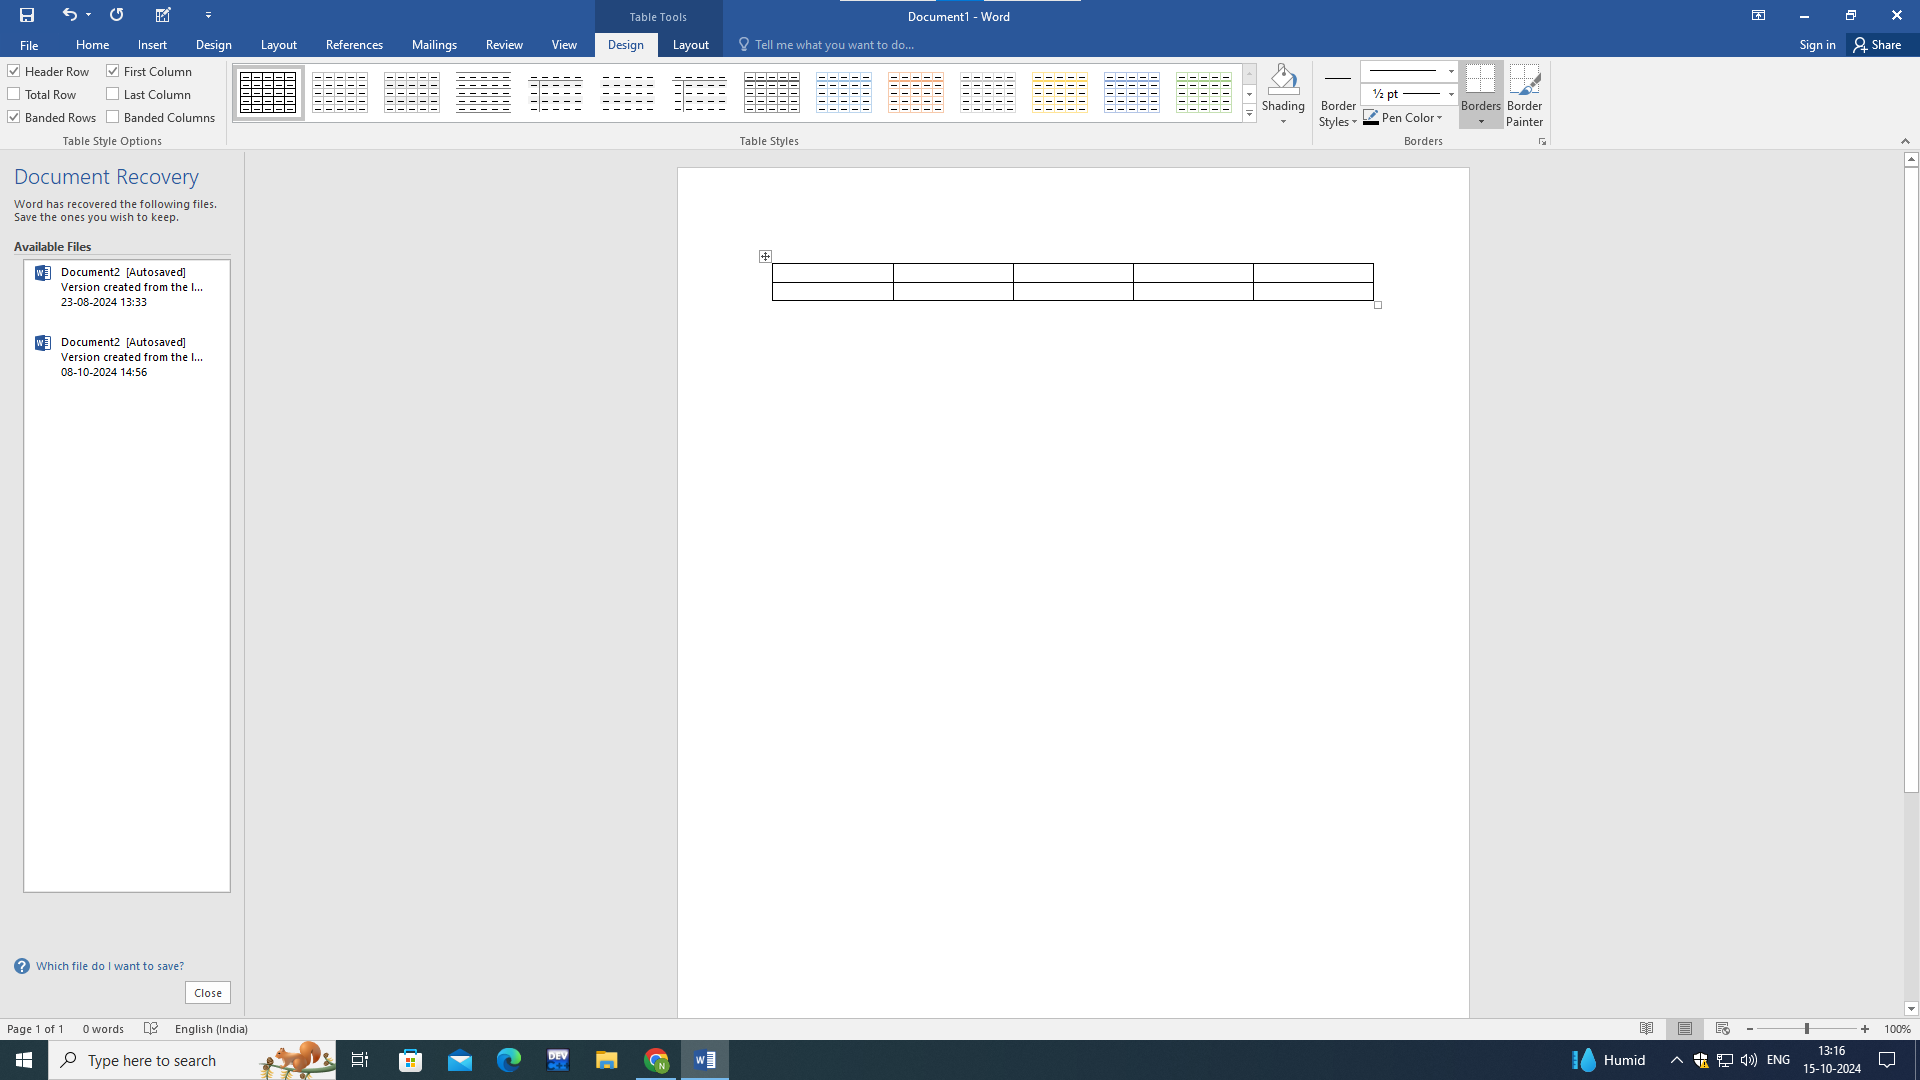 Table Tools
Document1 - Word
File Home Insert Design Layout References Mailings Review View Design Layout Tell me what you want to do... Sign in Share
Header Row First Column
Total Row Last Column
Banded Rows Banded Columns
Shading
Border Styles
½ pt
Pen Color
Borders
Border Painter
Table Style Options Table Styles Borders
Document Recovery
Word has recovered the following files.
Save the ones you wish to keep.
Available Files
W Document2 [Autosaved]
Version created from the l...
23-08-2024 13:33
W Document2 [Autosaved]
Version created from the l...
08-10-2024 14:56
? Which file do I want to save?
Close
Page 1 of 1 0 words English (India) 100%
Type here to search
DEV
N
W
Humid
ENG
13:16
15-10-2024